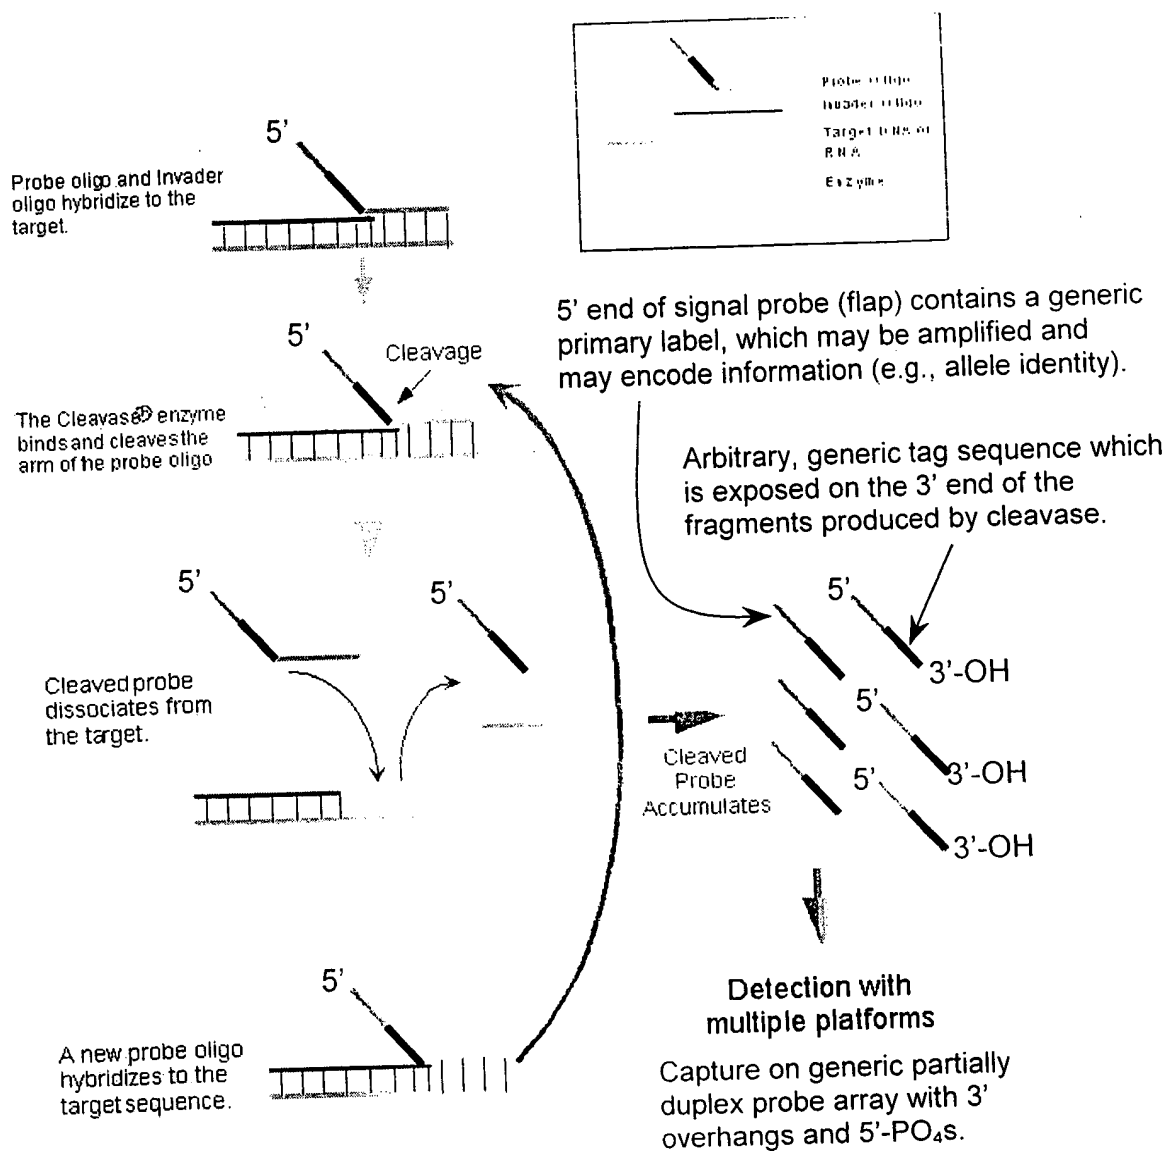 Probe oligo
Invader oligo
Target DNA or
RNA
Enzyme
5'
Probe oligo and Invader
oligo hybridize to the
target.
5'
Cleavage
The Cleavase® enzyme
binds and cleaves the
arm of he probe oligo
5' end of signal probe (flap) contains a generic
primary label, which may be amplified and
may encode information (e.g., allele identity).
Arbitrary, generic tag sequence which
is exposed on the 3' end of the
fragments produced by cleavase.
5'
5'
Cleaved probe
dissociates from
the target.
Cleaved
Probe
Accumulates
5'
3'-OH
5'
3'-OH
5'
3'-OH
5'
A new probe oligo
hybridizes to the
target sequence.
Detection with
multiple platforms
Capture on generic partially
duplex probe array with 3'
overhangs and 5'-PO₄s.